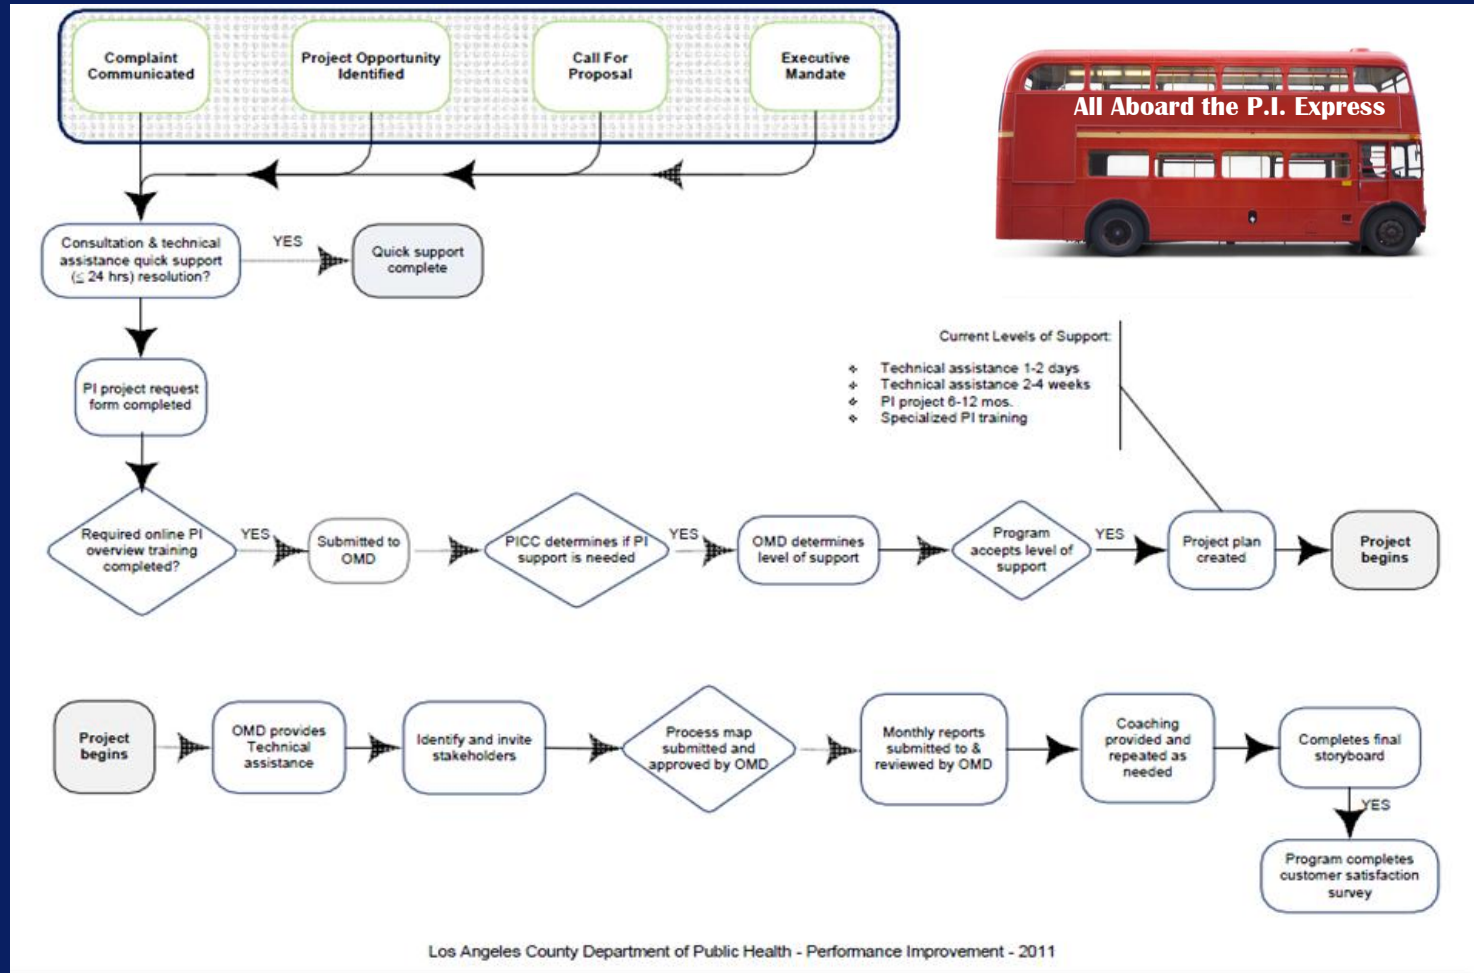 Complaint
Communicated
Project Opportunity
Identified
Call For
Proposal
Executive
Mandate
All Aboard the P.I. Express
Consultation & technical
assistance quick support
(≤ 24 hrs) resolution?
YES
Quick support
complete
PI project request
form completed
Current Levels of Support:
Technical assistance 1-2 days
Technical assistance 2-4 weeks
PI project 6-12 mos.
Specialized PI training
Required online PI
overview training
completed?
YES
Submitted to
OMD
PICC determines if PI
support is needed
YES
OMD determines
level of support
Program
accepts level of
support
YES
Project plan
created
Project
begins
Project
begins
OMD provides
Technical
assistance
Identify and invite
stakeholders
Process map
submitted and
approved by OMD
Monthly reports
submitted to &
reviewed by OMD
Coaching
provided and
repeated as
needed
Completes final
storyboard
YES
Program completes
customer satisfaction
survey
Los Angeles County Department of Public Health - Performance Improvement - 2011